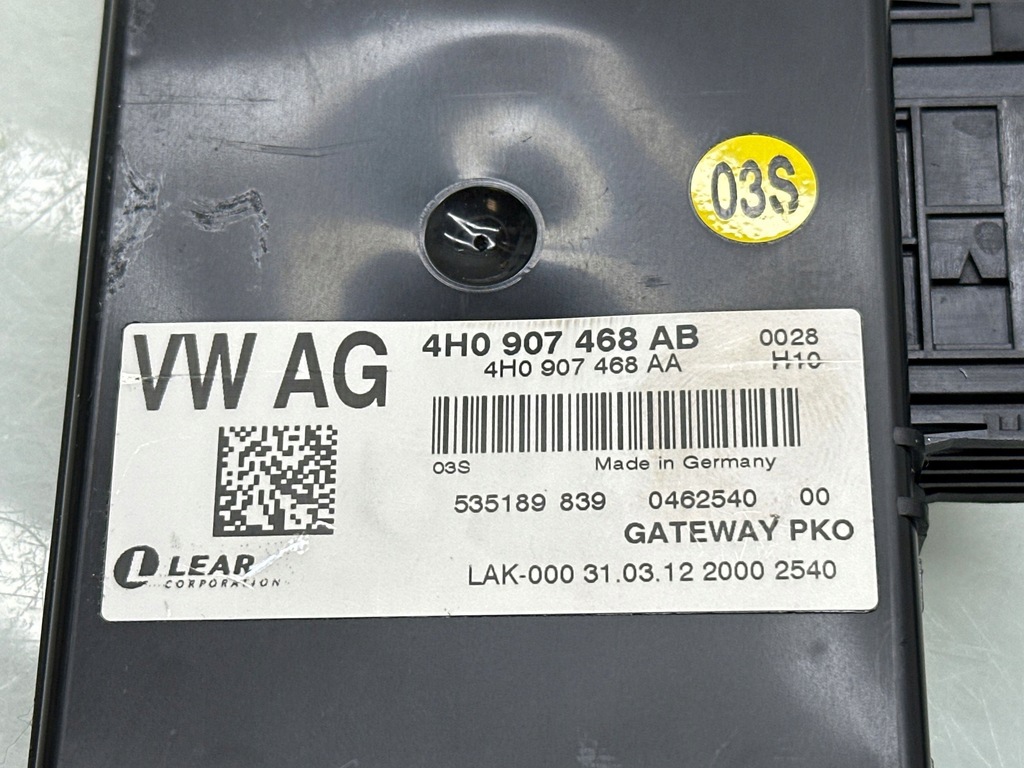 03S
VW AG
4H0 907 468 AB 0028
4H0 907 468 AA H10
03S Made in Germany
535189 839 0462540 00
GATEWAY PKO
LEAR
CORPORATION
LAK-000 31.03.12 2000 2540